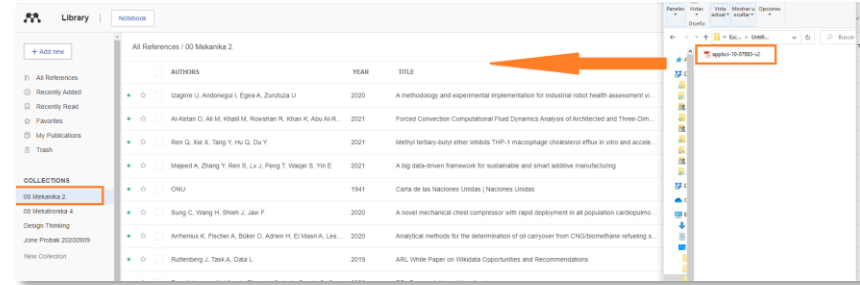 Library
Notebook
+ Add new
All References
Recently Added
Recently Read
Favorites
My Publications
Trash
COLLECTIONS
00 Mekanika 2.
00 Mekatronika 4.
Design Thinking
Jone Probak 20200909
New Collection
All References / 00 Mekanika 2.
AUTHORS YEAR TITLE
Izagirre U, Andonegui I, Egea A, Zurutuza U 2020 A methodology and experimental implementation for industrial robot health assessment vi...
Al-Ketan O, Ali M, Khalil M, Rowshan R, Khan K, Abu Al-R... 2021 Forced Convection Computational Fluid Dynamics Analysis of Architected and Three-Dim...
Ren Q, Xie X, Tang Y, Hu Q, Du Y 2021 Methyl tertiary-butyl ether inhibits THP-1 macrophage cholesterol efflux in vitro and accele...
Majeed A, Zhang Y, Ren S, Lv J, Peng T, Waqar S, Yin E 2021 A big data-driven framework for sustainable and smart additive manufacturing
ONU 1941 Carta de las Naciones Unidas | Naciones Unidas
Sung C, Wang H, Shieh J, Jaw F 2020 A novel mechanical chest compressor with rapid deployment in all population cardiopulmo...
Arrhenius K, Fischer A, Büker O, Adrien H, El Masri A, Les... 2020 Analytical methods for the determination of oil carryover from CNG/biomethane refueling s...
Ruttenberg J, Task A, Data L 2019 ARL White Paper on Wikidata Opportunities and Recommendations
Paneles Vistas Vista actual Mostrar u ocultar Opciones
Diseño
Esc... › Untitl...
Buscar
applsci-10-07883-v2